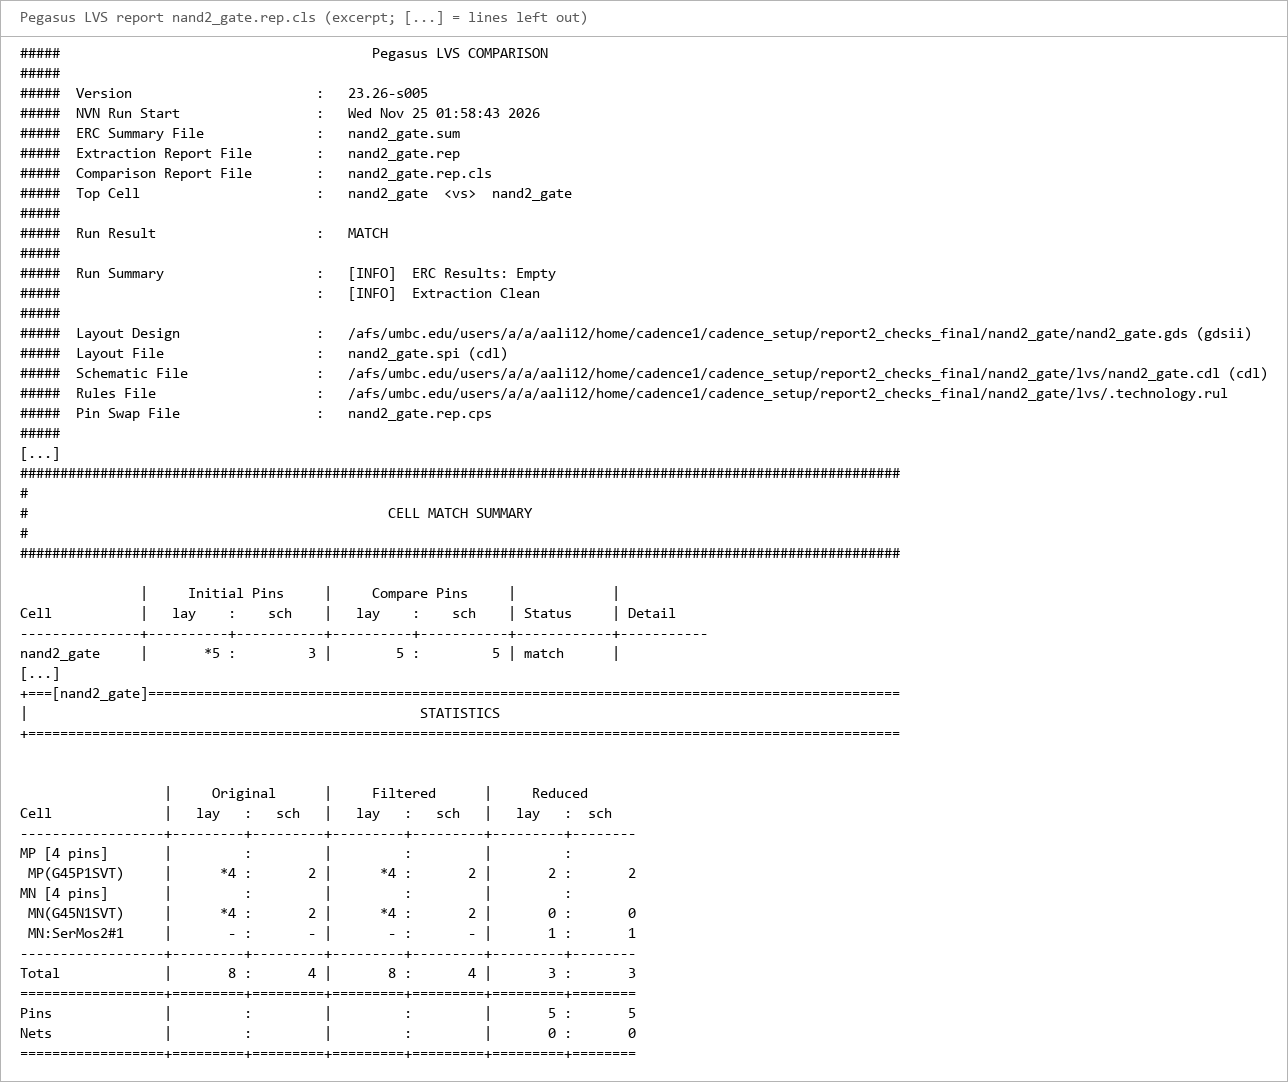 Pegasus LVS report nand2_gate.rep.cls (excerpt; [...] = lines left out)
#####                                       Pegasus LVS COMPARISON
#####
#####  Version                       :   23.26-s005
#####  NVN Run Start                 :   Wed Nov 25 01:58:43 2026
#####  ERC Summary File              :   nand2_gate.sum
#####  Extraction Report File        :   nand2_gate.rep
#####  Comparison Report File        :   nand2_gate.rep.cls
#####  Top Cell                      :   nand2_gate  <vs>  nand2_gate
#####
#####  Run Result                    :   MATCH
#####
#####  Run Summary                   :   [INFO]  ERC Results: Empty
#####                                :   [INFO]  Extraction Clean
#####
#####  Layout Design                 :   /afs/umbc.edu/users/a/a/aali12/home/cadence1/cadence_setup/report2_checks_final/nand2_gate/nand2_gate.gds (gdsii)
#####  Layout File                   :   nand2_gate.spi (cdl)
#####  Schematic File                :   /afs/umbc.edu/users/a/a/aali12/home/cadence1/cadence_setup/report2_checks_final/nand2_gate/lvs/nand2_gate.cdl (cdl)
#####  Rules File                    :   /afs/umbc.edu/users/a/a/aali12/home/cadence1/cadence_setup/report2_checks_final/nand2_gate/lvs/.technology.rul
#####  Pin Swap File                 :   nand2_gate.rep.cps
#####
[...]
##############################################################################################################
#
#                                             CELL MATCH SUMMARY
#
##############################################################################################################
               |     Initial Pins     |     Compare Pins     |            |
Cell           |   lay    :    sch    |   lay    :    sch    | Status     | Detail
---------------+----------+-----------+----------+-----------+------------+-----------
nand2_gate     |       *5 :         3 |        5 :         5 | match      |
[...]
+===[nand2_gate]==============================================================================================
|                                                 STATISTICS
+=============================================================================================================
                  |     Original      |     Filtered      |     Reduced
Cell              |   lay   :   sch   |   lay   :   sch   |   lay   :  sch
------------------+---------+---------+---------+---------+---------+--------
MP [4 pins]       |         :         |         :         |         :
 MP(G45P1SVT)     |      *4 :       2 |      *4 :       2 |       2 :       2
MN [4 pins]       |         :         |         :         |         :
 MN(G45N1SVT)     |      *4 :       2 |      *4 :       2 |       0 :       0
 MN:SerMos2#1     |       - :       - |       - :       - |       1 :       1
------------------+---------+---------+---------+---------+---------+--------
Total             |       8 :       4 |       8 :       4 |       3 :       3
==================+=========+=========+=========+=========+=========+========
Pins              |         :         |         :         |       5 :       5
Nets              |         :         |         :         |       0 :       0
==================+=========+=========+=========+=========+=========+========